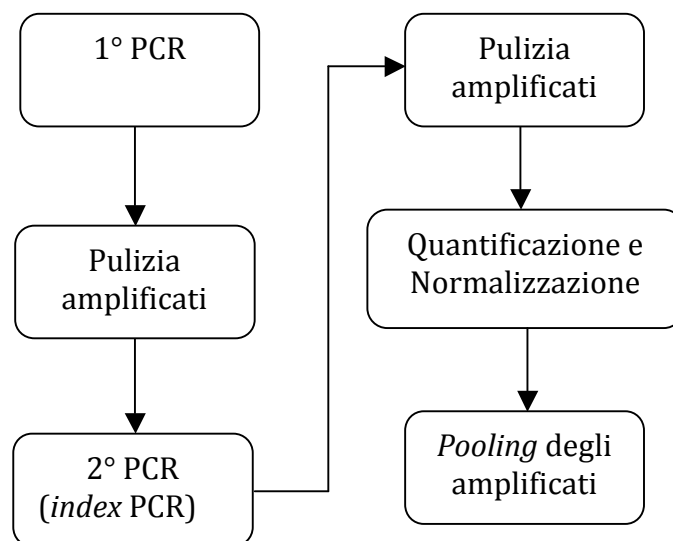 1° PCR
Pulizia
amplificati
2° PCR
(index PCR)
Pulizia
amplificati
Quantificazione e
Normalizzazione
Pooling degli
amplificati